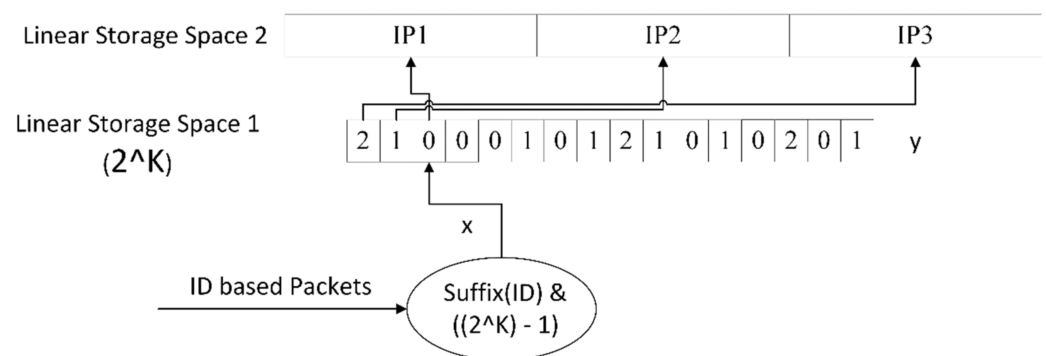 Linear Storage Space 2 IP1 IP2 IP3
Linear Storage Space 1
(2^K)
2 1 0 0 0 1 0 1 2 1 0 1 0 2 0 1 y
x
ID based Packets
Suffix(ID) &
((2^K) - 1)